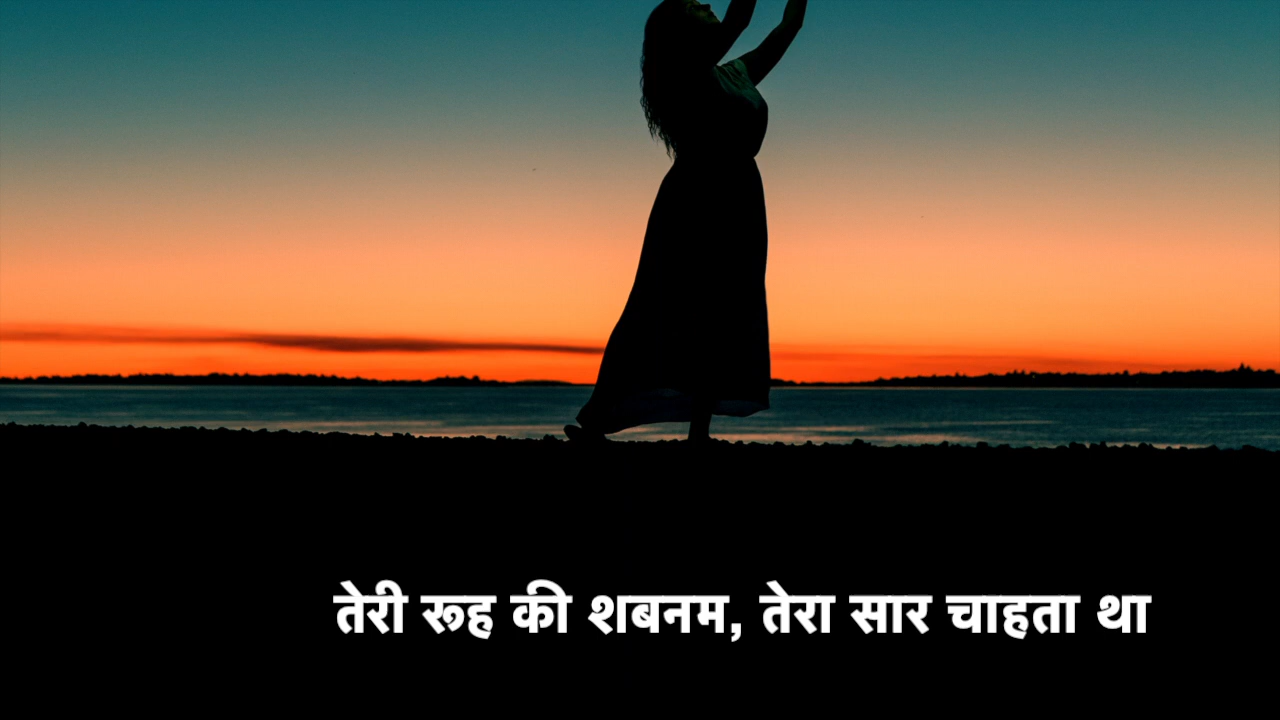 तेरी रूह की शबनम, तेरा सार चाहता था